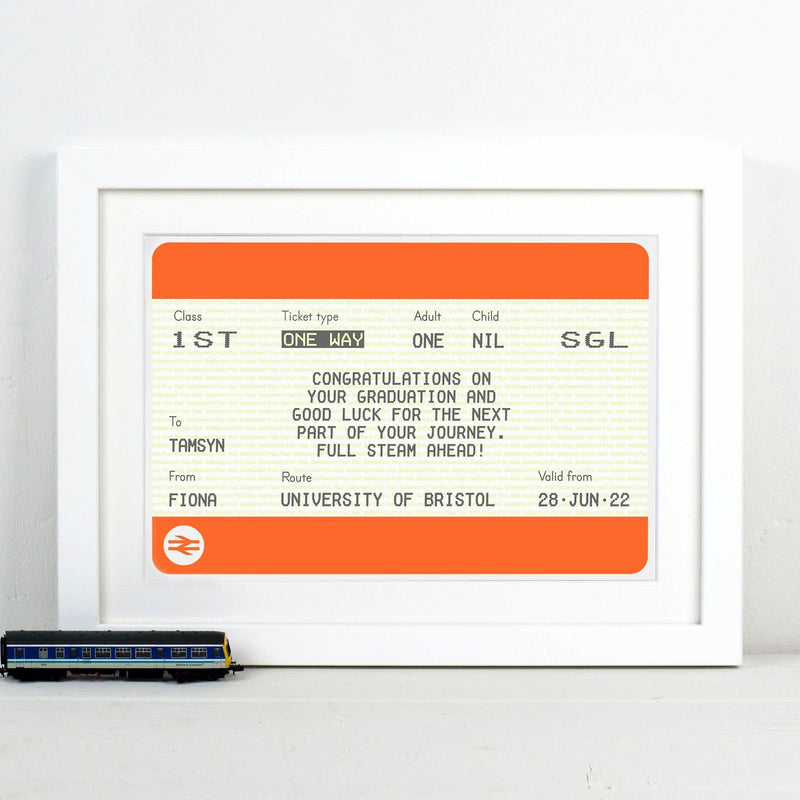 Class Ticket type Adult Child
1ST ONE WAY ONE NIL SGL
CONGRATULATIONS ON
YOUR GRADUATION AND
GOOD LUCK FOR THE NEXT
PART OF YOUR JOURNEY.
FULL STEAM AHEAD!
To
TAMSYN
From Route Valid from
FIONA UNIVERSITY OF BRISTOL 28·JUN·22